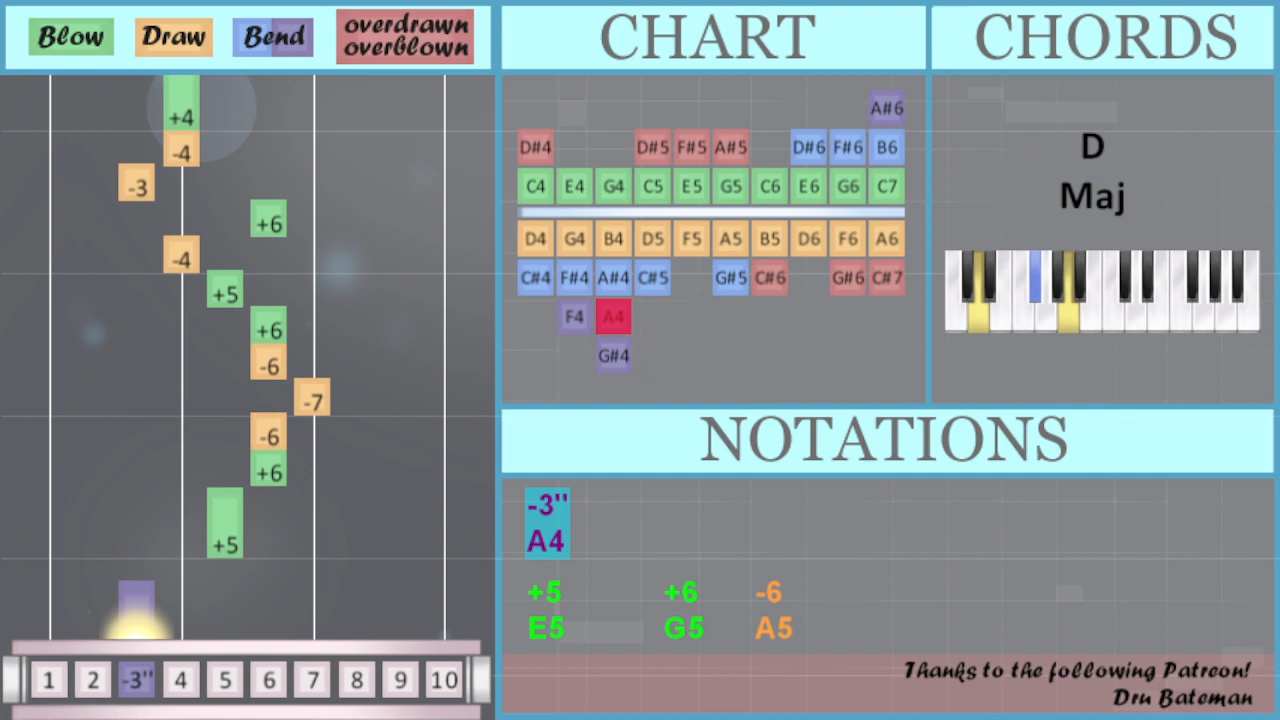 Blow Draw Bend overdrawn
overblown
CHART
CHORDS
+4
-4
-3
+6
-4
+5
+6
-6
-7
-6
+6
+5
1 2 -3" 4 5 6 7 8 9 10
A#6
D#4 D#5 F#5 A#5 D#6 F#6 B6
C4 E4 G4 C5 E5 G5 C6 E6 G6 C7
D4 G4 B4 D5 F5 A5 B5 D6 F6 A6
C#4 F#4 A#4 C#5 G#5 C#6 G#6 C#7
F4 A4
G#4
D
Maj
NOTATIONS
-3"
A4
+5 +6 -6
E5 G5 A5
Thanks to the following Patreon!
Dru Bateman